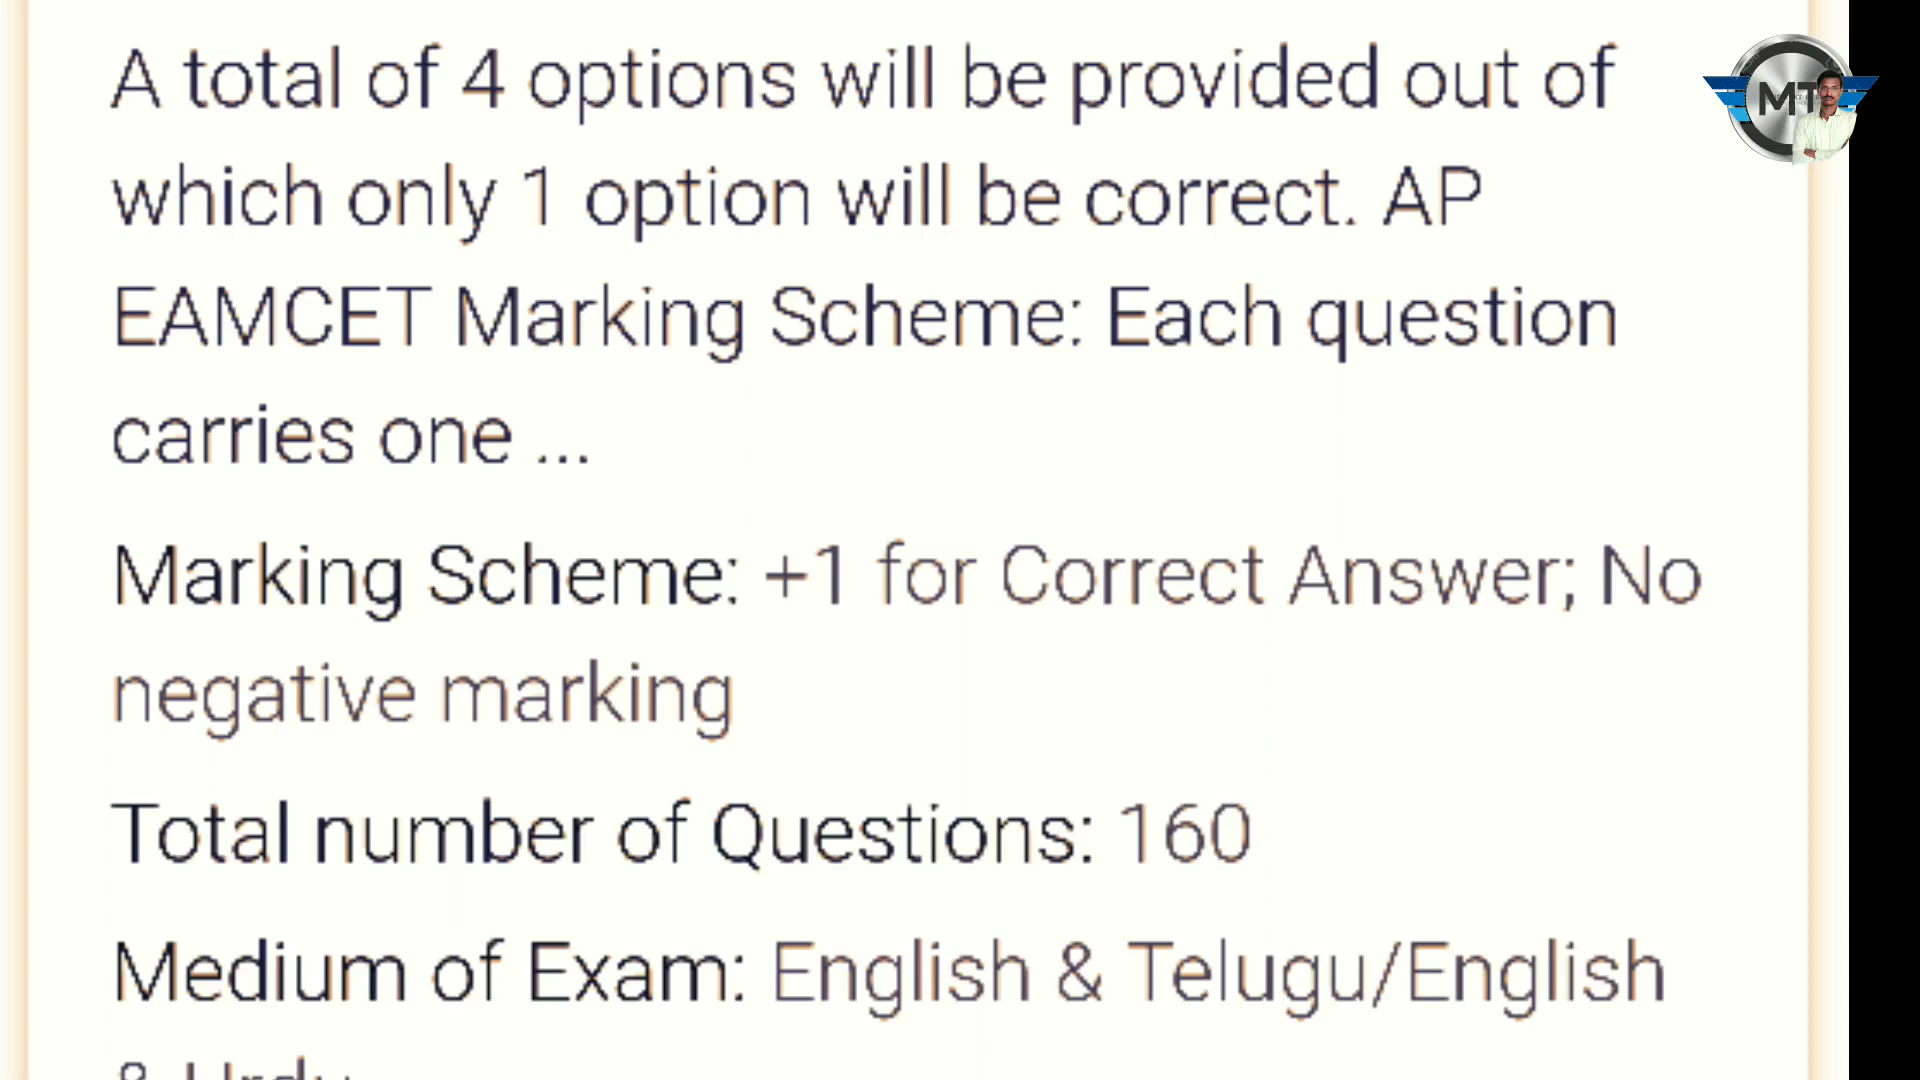 A total of 4 options will be provided out of
which only 1 option will be correct. AP
EAMCET Marking Scheme: Each question
carries one ...
Marking Scheme: +1 for Correct Answer; No
negative marking
Total number of Questions: 160
Medium of Exam: English & Telugu/English
& Urdu
MT